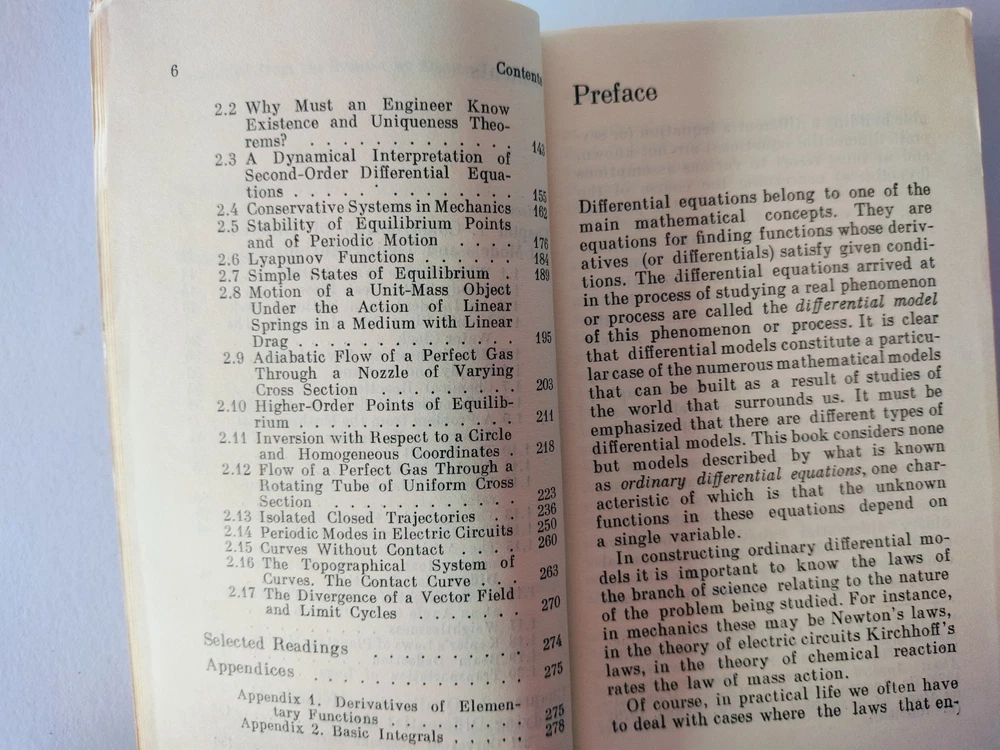 6
Contents
2.2 Why Must an Engineer Know
Existence and Uniqueness Theo-
rems? . . . . . . . . . . . . . 143
2.3 A Dynamical Interpretation of
Second-Order Differential Equa-
tions . . . . . . . . . . . . . . 155
2.4 Conservative Systems in Mechanics 162
2.5 Stability of Equilibrium Points
and of Periodic Motion . . . . 176
2.6 Lyapunov Functions . . . . . . 184
2.7 Simple States of Equilibrium . 189
2.8 Motion of a Unit-Mass Object
Under the Action of Linear
Springs in a Medium with Linear
Drag . . . . . . . . . . . . . . 195
2.9 Adiabatic Flow of a Perfect Gas
Through a Nozzle of Varying
Cross Section . . . . . . . . 203
2.10 Higher-Order Points of Equilib-
rium . . . . . . . . . . . . . 211
2.11 Inversion with Respect to a Circle
and Homogeneous Coordinates . 218
2.12 Flow of a Perfect Gas Through a
Rotating Tube of Uniform Cross
Section . . . . . . . . . . . 223
2.13 Isolated Closed Trajectories . . 236
2.14 Periodic Modes in Electric Circuits 250
2.15 Curves Without Contact . . . . 260
2.16 The Topographical System of
Curves. The Contact Curve . . . 263
2.17 The Divergence of a Vector Field
and Limit Cycles . . . . . . 270
Selected Readings . . . . . . . . . . 274
Appendices . . . . . . . . . . . . . 275
Appendix 1. Derivatives of Elemen-
tary Functions . . . . . . . . 275
Appendix 2. Basic Integrals . . . . . 278
Preface
Differential equations belong to one of the
main mathematical concepts. They are
equations for finding functions whose deriv-
atives (or differentials) satisfy given condi-
tions. The differential equations arrived at
in the process of studying a real phenomenon
or process are called the differential model
of this phenomenon or process. It is clear
that differential models constitute a particu-
lar case of the numerous mathematical models
that can be built as a result of studies of
the world that surrounds us. It must be
emphasized that there are different types of
differential models. This book considers none
but models described by what is known
as ordinary differential equations, one char-
acteristic of which is that the unknown
functions in these equations depend on
a single variable.
In constructing ordinary differential mo-
dels it is important to know the laws of
the branch of science relating to the nature
of the problem being studied. For instance,
in mechanics these may be Newton's laws,
in the theory of electric circuits Kirchhoff's
laws, in the theory of chemical reaction
rates the law of mass action.
Of course, in practical life we often have
to deal with cases where the laws that en-